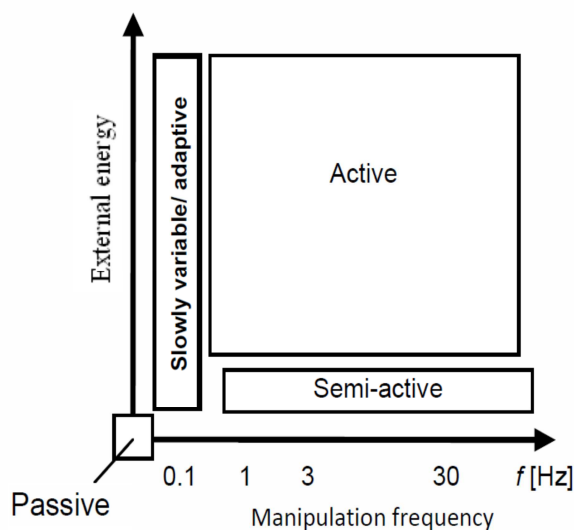 External energy
Slowly variable/ adaptive
Active
Semi-active
Passive
0.1 1 3 30 f [Hz]
Manipulation frequency